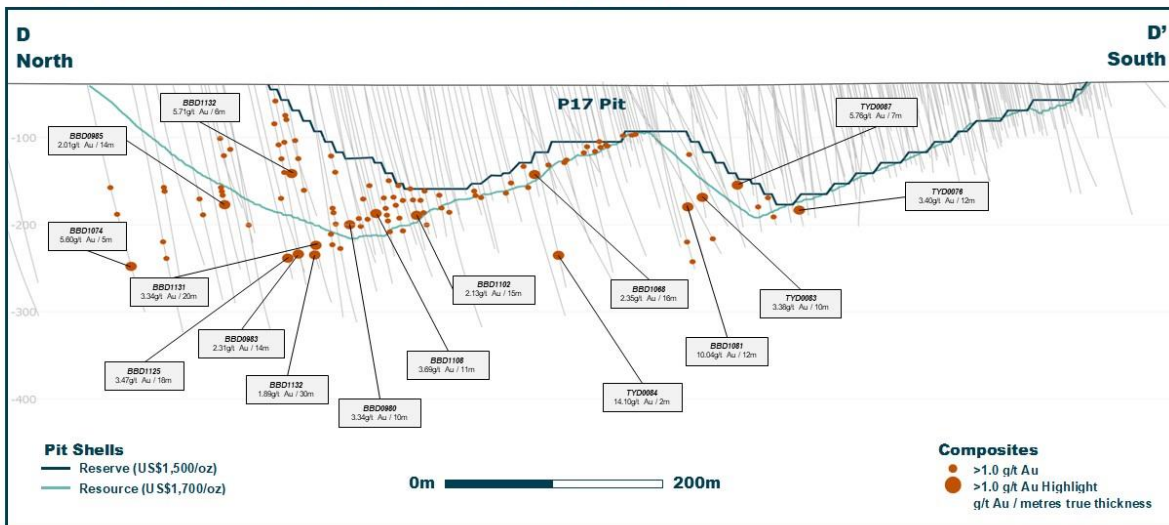 D
North
D'
South
P17 Pit
BBD1132
5.71g/t Au / 6m
TYD0087
5.76g/t Au / 7m
-100
BBD0985
2.01g/t Au / 14m
TYD0076
3.40g/t Au / 12m
-200
BBD1074
5.60g/t Au / 5m
BBD1131
3.34g/t Au / 20m
BBD1102
2.13g/t Au / 15m
BBD1068
2.35g/t Au / 16m
TYD0083
3.38g/t Au / 10m
-300
BBD0983
2.31g/t Au / 14m
BBD1081
10.04g/t Au / 12m
BBD1108
3.69g/t Au / 11m
BBD1125
3.47g/t Au / 16m
BBD1132
1.89g/t Au / 30m
TYD0084
14.10g/t Au / 2m
-400
BBD0980
3.34g/t Au / 10m
Pit Shells
Reserve (US$1,500/oz)
Resource (US$1,700/oz)
0m
200m
Composites
>1.0 g/t Au
>1.0 g/t Au Highlight
g/t Au / metres true thickness